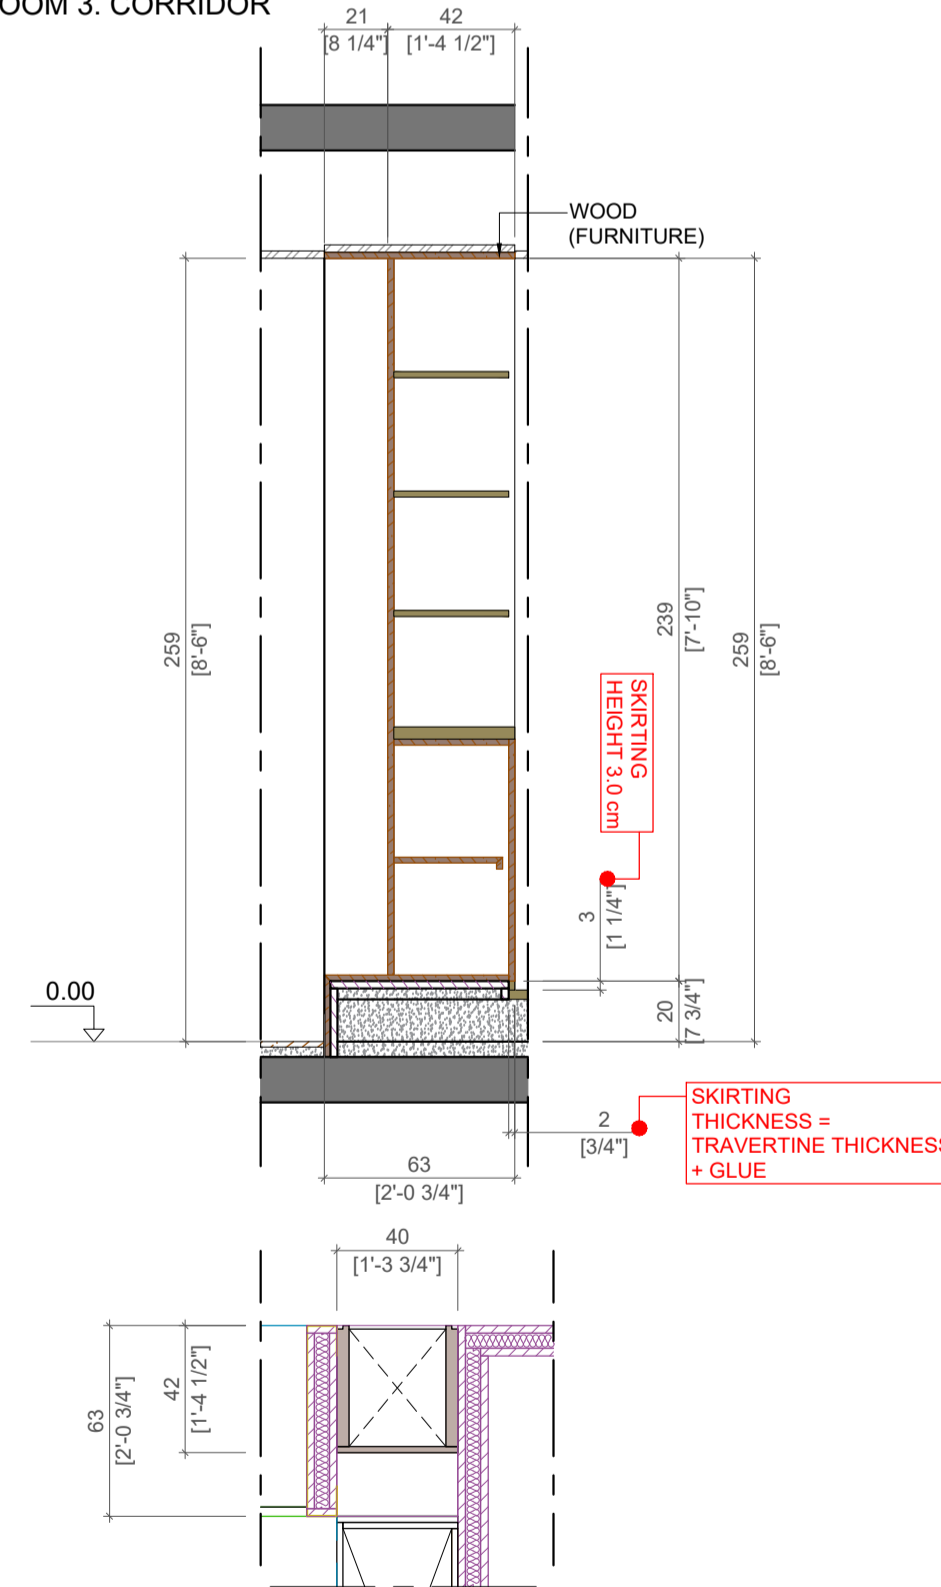 OOM 3. CORRIDOR
21
[8 1/4"]
42
[1'-4 1/2"]
WOOD
(FURNITURE)
259
[8'-6"]
239
[7'-10"]
259
[8'-6"]
SKIRTING
HEIGHT 3.0 cm
3
[1 1/4"]
0.00
20
[7 3/4"]
2
[3/4"]
SKIRTING
THICKNESS =
TRAVERTINE THICKNESS
+ GLUE
63
[2'-0 3/4"]
40
[1'-3 3/4"]
42
[1'-4 1/2"]
63
[2'-0 3/4"]